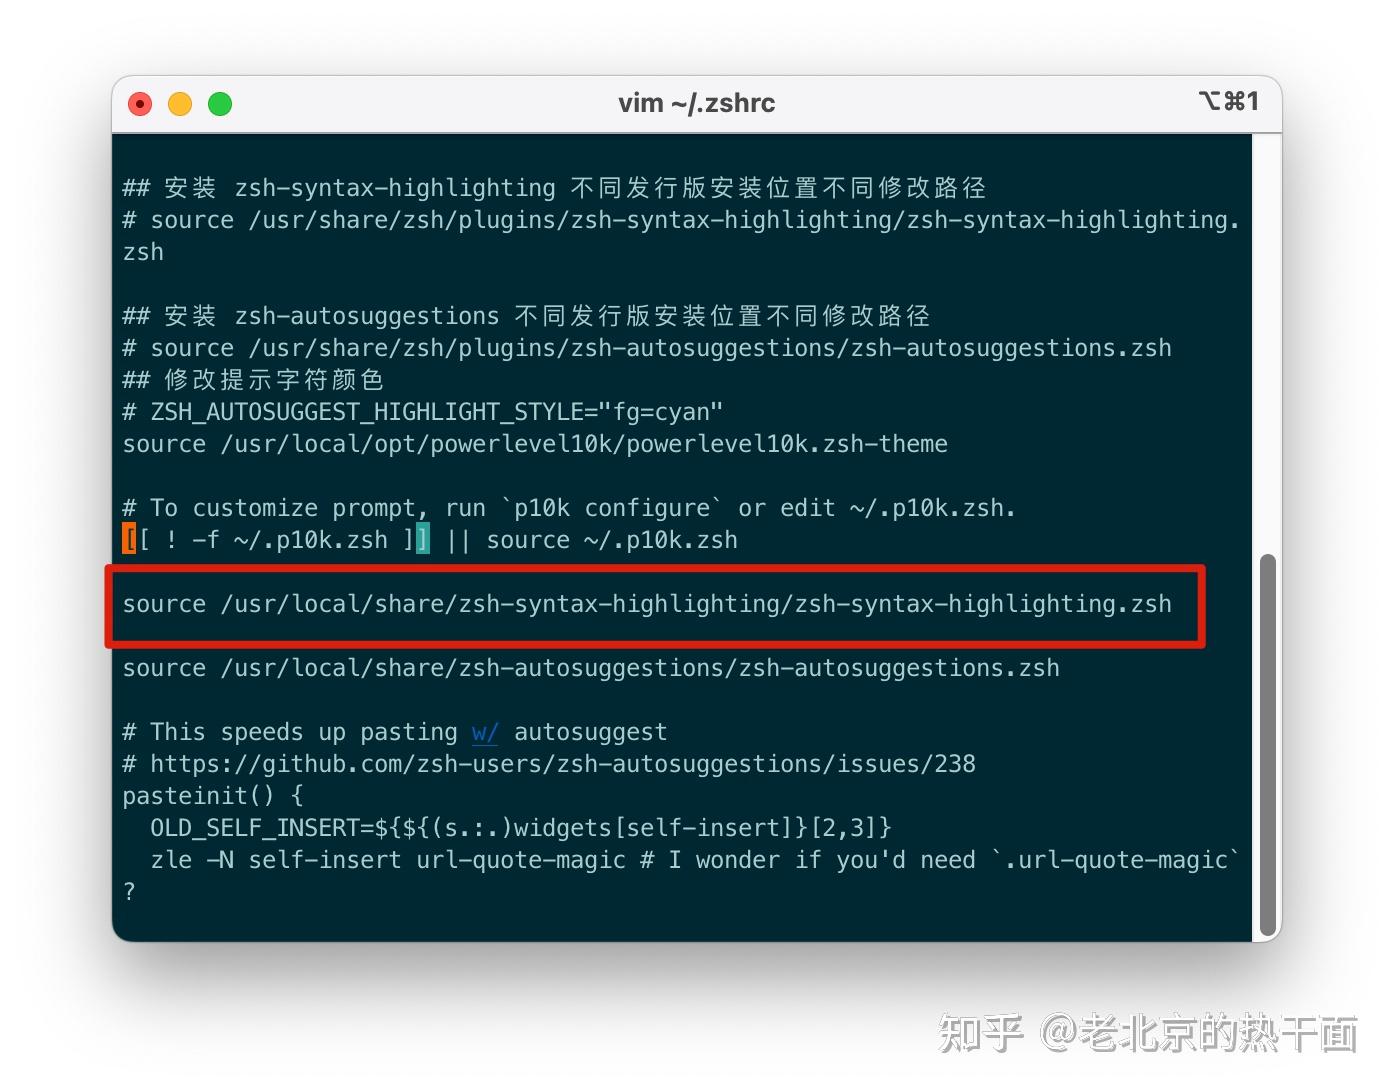 vim ~/.zshrc
⌥⌘1
## 安装 zsh-syntax-highlighting 不同发行版安装位置不同修改路径
# source /usr/share/zsh/plugins/zsh-syntax-highlighting/zsh-syntax-highlighting.
zsh
## 安装 zsh-autosuggestions 不同发行版安装位置不同修改路径
# source /usr/share/zsh/plugins/zsh-autosuggestions/zsh-autosuggestions.zsh
## 修改提示字符颜色
# ZSH_AUTOSUGGEST_HIGHLIGHT_STYLE="fg=cyan"
source /usr/local/opt/powerlevel10k/powerlevel10k.zsh-theme
# To customize prompt, run `p10k configure` or edit ~/.p10k.zsh.
[[ ! -f ~/.p10k.zsh ]] || source ~/.p10k.zsh
source /usr/local/share/zsh-syntax-highlighting/zsh-syntax-highlighting.zsh
source /usr/local/share/zsh-autosuggestions/zsh-autosuggestions.zsh
# This speeds up pasting w/ autosuggest
# https://github.com/zsh-users/zsh-autosuggestions/issues/238
pasteinit() {
  OLD_SELF_INSERT=${${(s.:.)widgets[self-insert]}[2,3]}
  zle -N self-insert url-quote-magic # I wonder if you'd need `.url-quote-magic`
?
知乎 @老北京的热干面